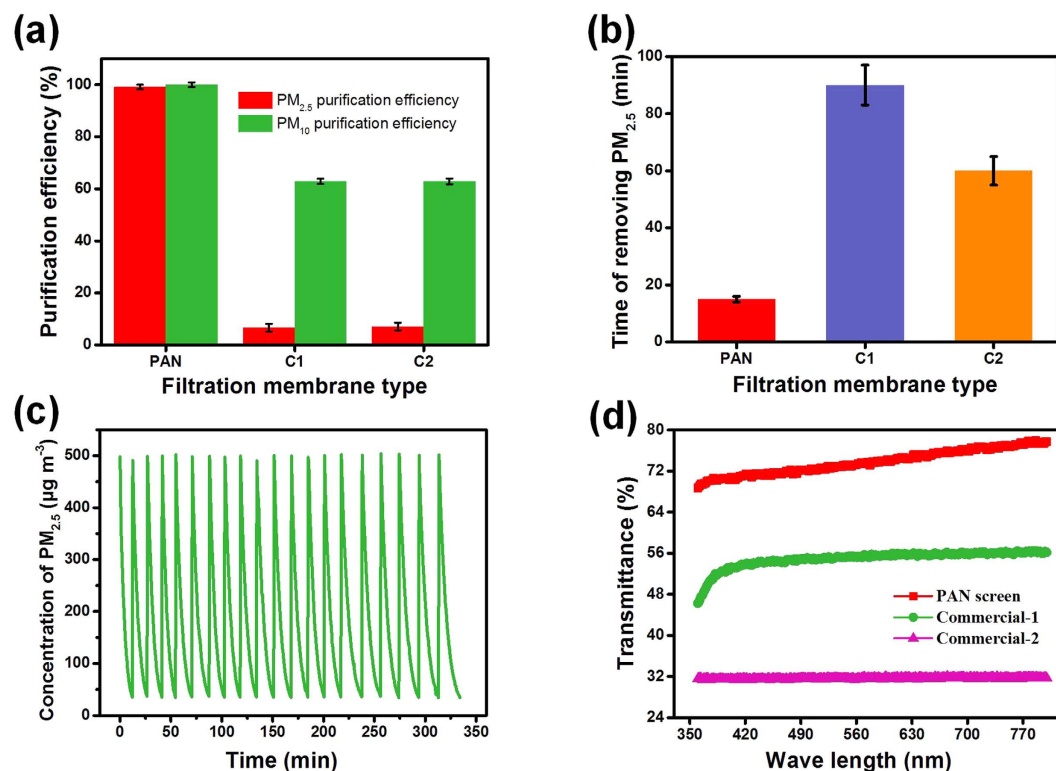 (a)
Purification efficiency (%)
100
80
60
40
20
0
PM2.5 purification efficiency
PM10 purification efficiency
PAN
C1
C2
Filtration membrane type
(b)
Time of removing PM2.5 (min)
100
80
60
40
20
0
PAN
C1
C2
Filtration membrane type
(c)
Concentration of PM2.5 (µg m-3)
500
400
300
200
100
0
0 50 100 150 200 250 300 350
Time (min)
(d)
Transmittance (%)
80
72
64
56
48
40
32
24
PAN screen
Commercial-1
Commercial-2
350 420 490 560 630 700 770
Wave length (nm)